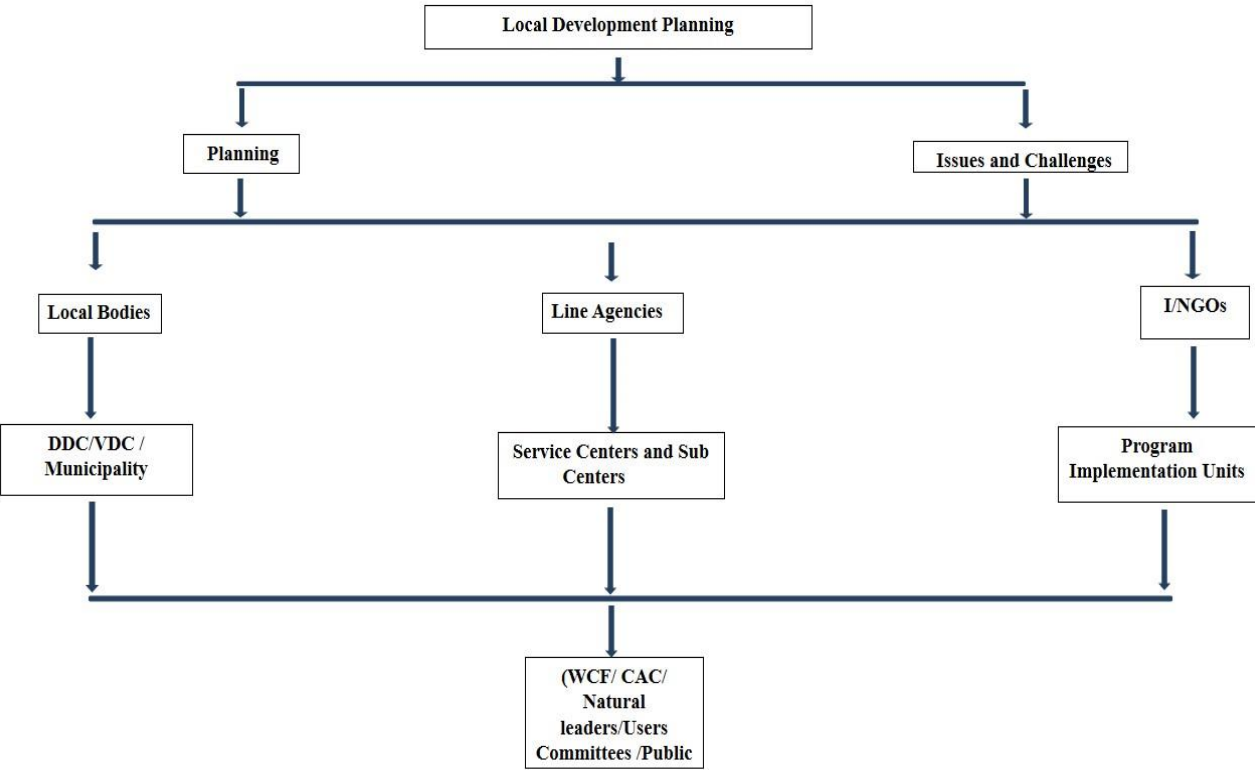 Local Development Planning
Planning
Issues and Challenges
Local Bodies
Line Agencies
I/NGOs
DDC/VDC /
Municipality
Service Centers and Sub
Centers
Program
Implementation Units
(WCF/ CAC/
Natural
leaders/Users
Committees /Public